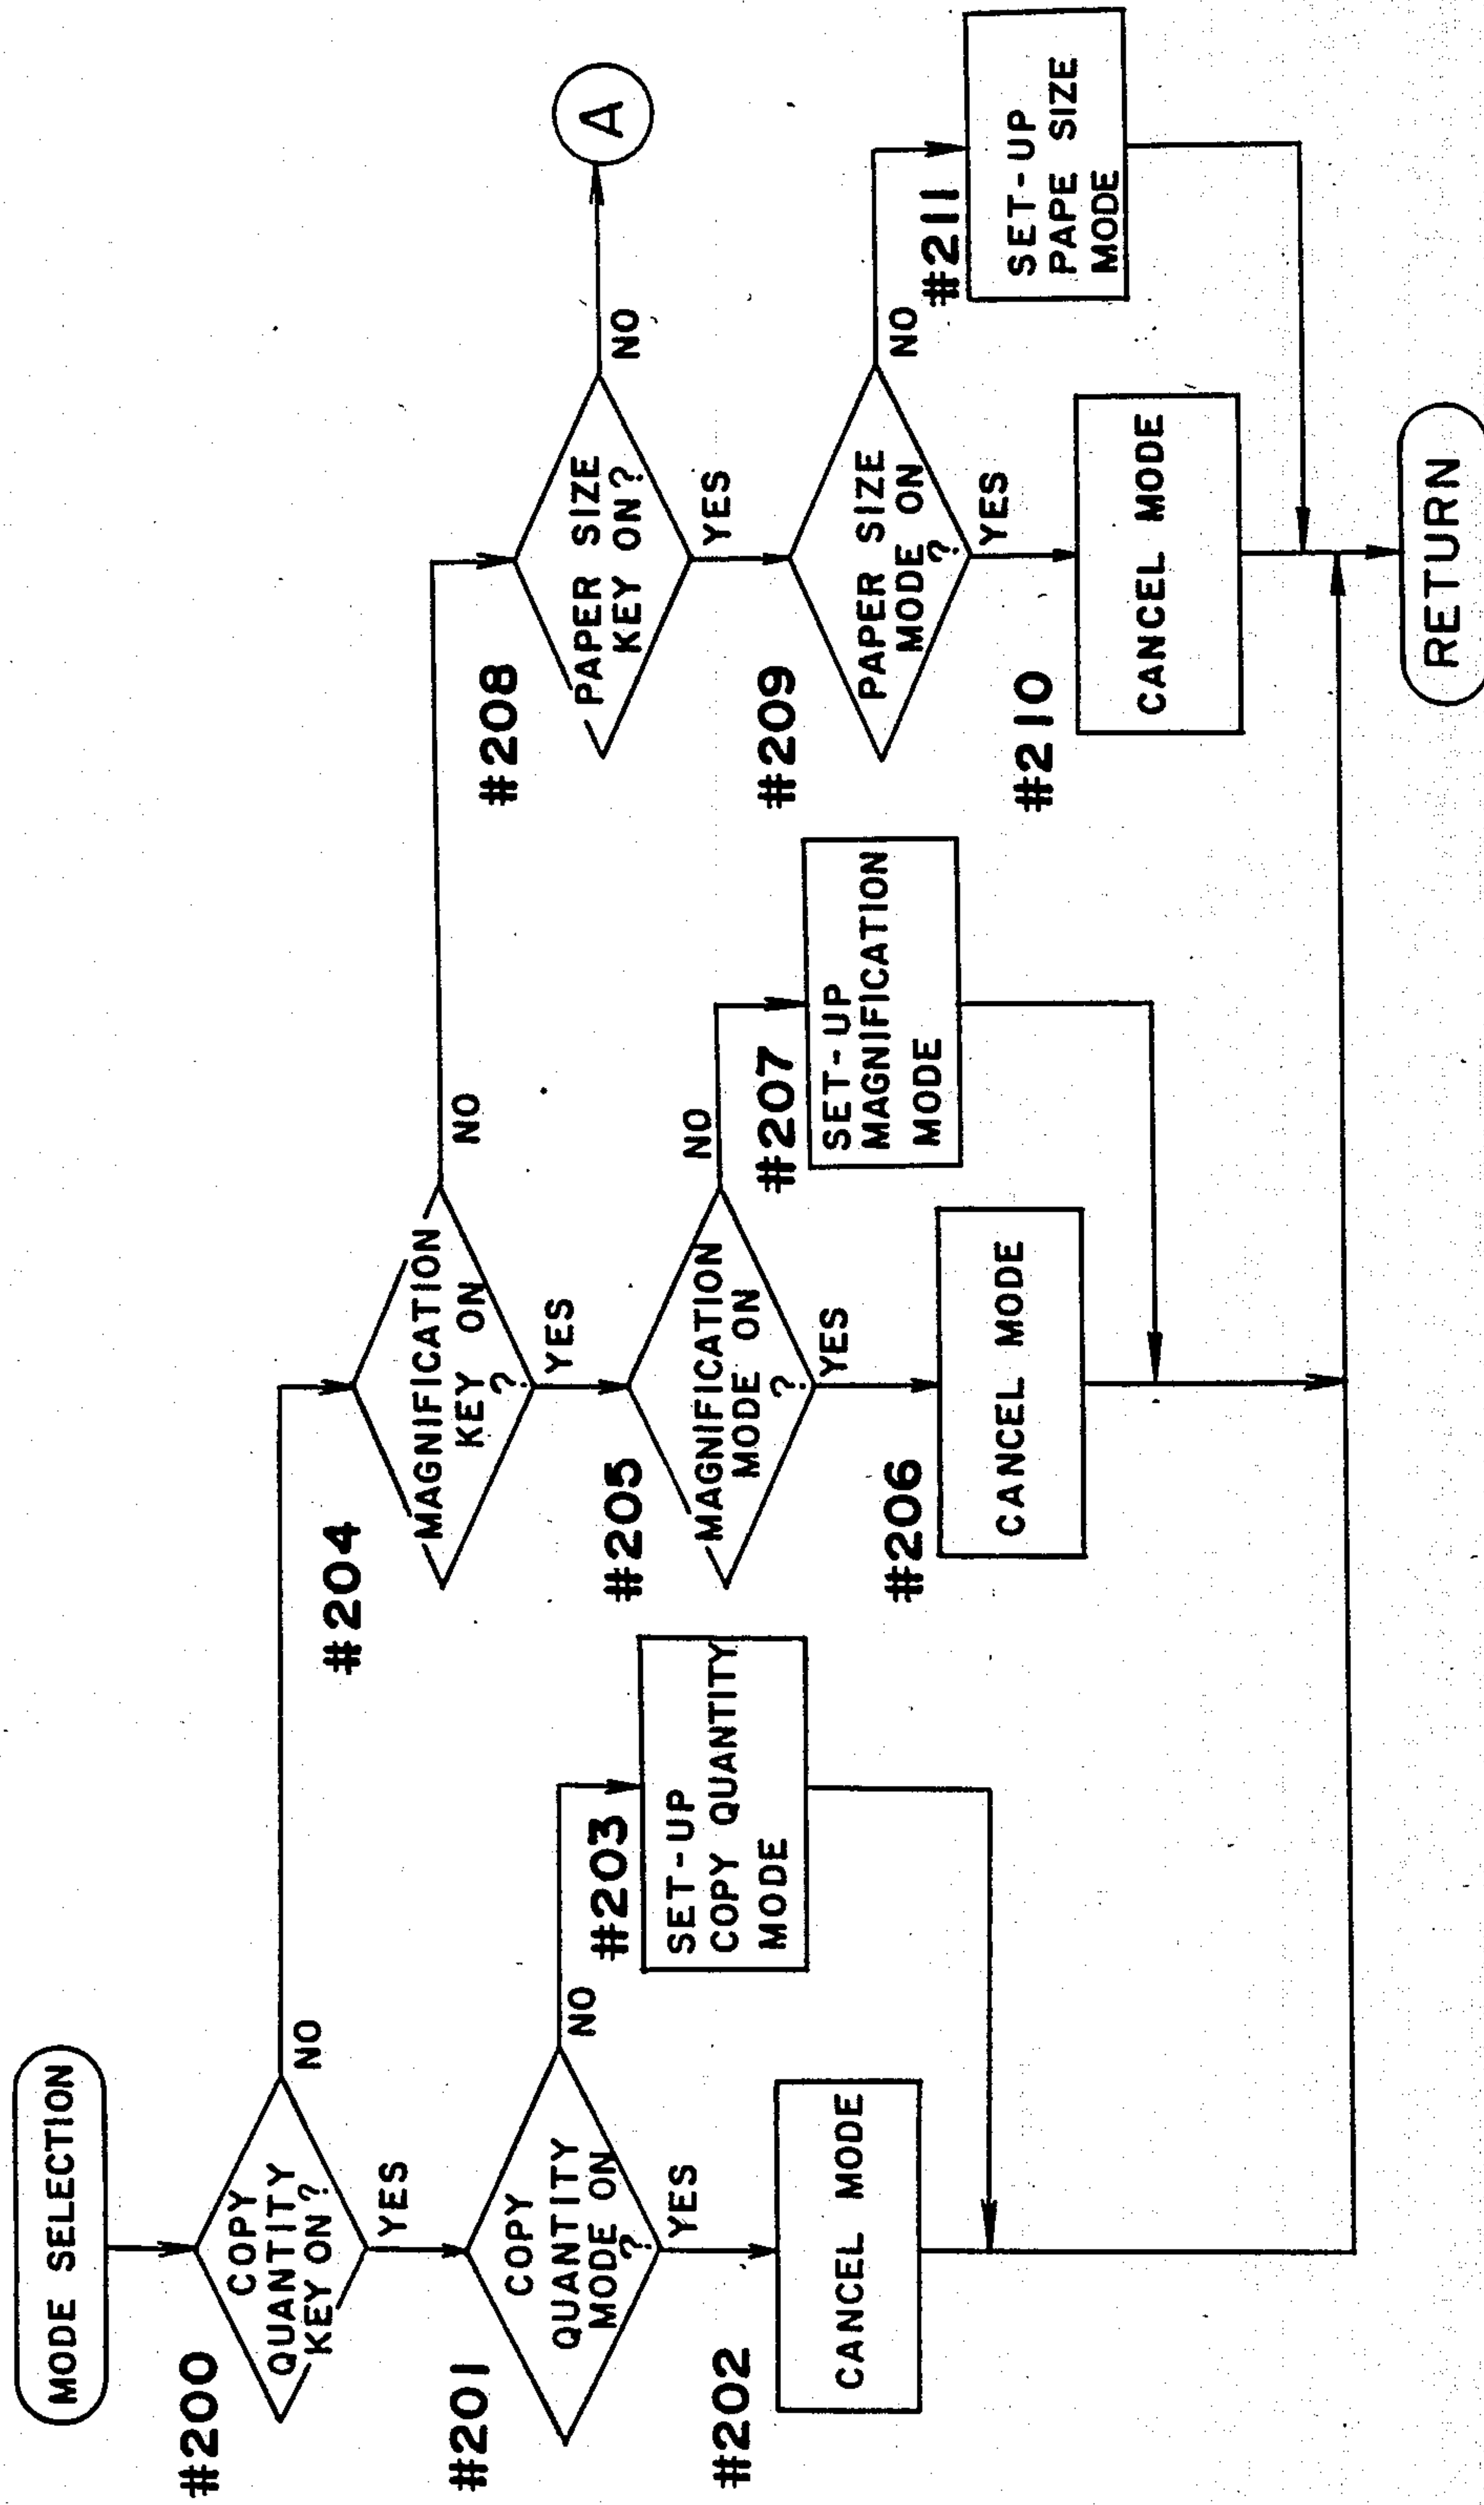 MODE SELECTION
#200
COPY
QUANTITY
KEY ON?
NO
YES
#201
COPY
QUANTITY
MODE ON
?
NO
YES
#202
CANCEL MODE
#203
SET-UP
COPY QUANTITY
MODE
#204
MAGNIFICATION
KEY ON
?
NO
YES
#205
MAGNIFICATION
MODE ON
?
NO
YES
#206
CANCEL MODE
#207
SET-UP
MAGNIFICATION
MODE
#208
PAPER SIZE
KEY ON?
NO
A
YES
#209
PAPER SIZE
MODE ON
?
NO
YES
#210
CANCEL MODE
#211
SET-UP
PAPE SIZE
MODE
RETURN